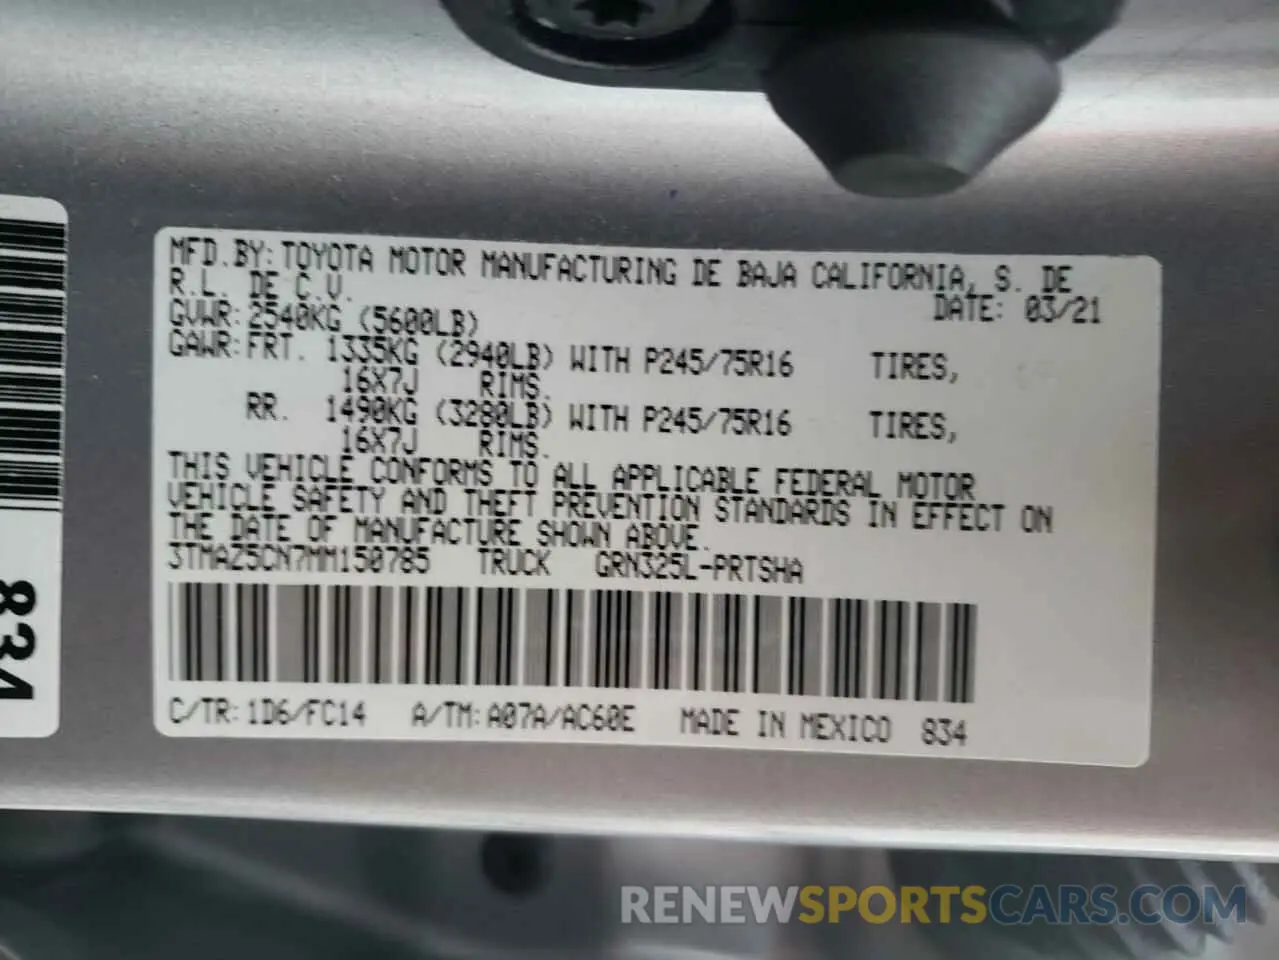 MFD.BY:TOYOTA MOTOR MANUFACTURING DE BAJA CALIFORNIA, S. DE
R.L. DE C.V. DATE: 03/21
GVWR:2540KG (5600LB)
GAWR:FRT. 1335KG (2940LB) WITH P245/75R16 TIRES,
16X7J RIMS.
RR. 1490KG (3280LB) WITH P245/75R16 TIRES,
16X7J RIMS.
THIS VEHICLE CONFORMS TO ALL APPLICABLE FEDERAL MOTOR
VEHICLE SAFETY AND THEFT PREVENTION STANDARDS IN EFFECT ON
THE DATE OF MANUFACTURE SHOWN ABOVE.
3TMAZ5CN7MM150785 TRUCK GRN325L-PRTSHA
C/TR:1D6/FC14 A/TM:A07A/AC60E MADE IN MEXICO 834
834
RENEWSPORTSCARS.COM